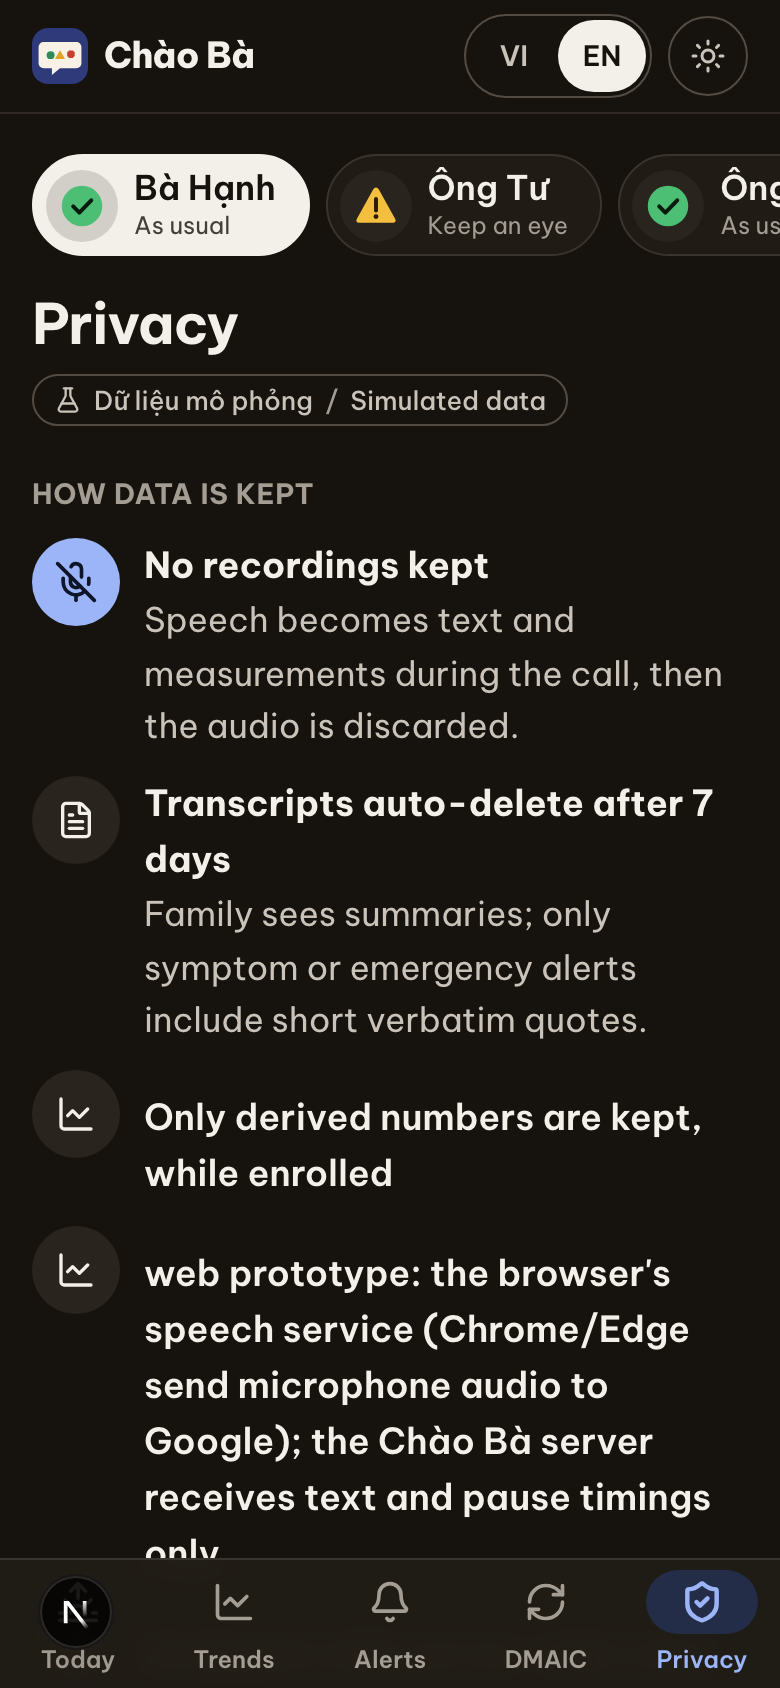 Chào Bà
VI
EN
Bà Hạnh
As usual
Ông Tư
Keep an eye
Ông
As us
Privacy
Dữ liệu mô phỏng / Simulated data
HOW DATA IS KEPT
No recordings kept
Speech becomes text and
measurements during the call, then
the audio is discarded.
Transcripts auto-delete after 7
days
Family sees summaries; only
symptom or emergency alerts
include short verbatim quotes.
Only derived numbers are kept,
while enrolled
web prototype: the browser's
speech service (Chrome/Edge
send microphone audio to
Google); the Chào Bà server
receives text and pause timings
only
N
Today
Trends
Alerts
DMAIC
Privacy